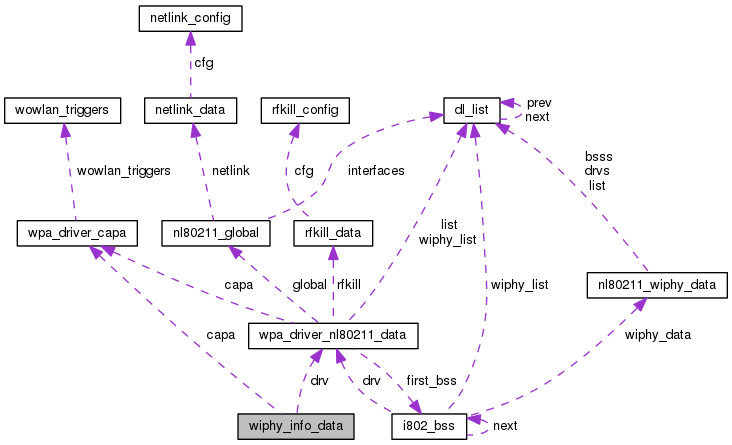 netlink_config
cfg
wowlan_triggers
netlink_data
rfkill_config
dl_list
prev
next
wowlan_triggers
netlink
cfg
interfaces
bsss
drvs
list
wpa_driver_capa
nl80211_global
rfkill_data
list
wiphy_list
capa
global
rfkill
wiphy_list
nl80211_wiphy_data
capa
wpa_driver_nl80211_data
wiphy_data
drv
drv
first_bss
wiphy_info_data
i802_bss
next